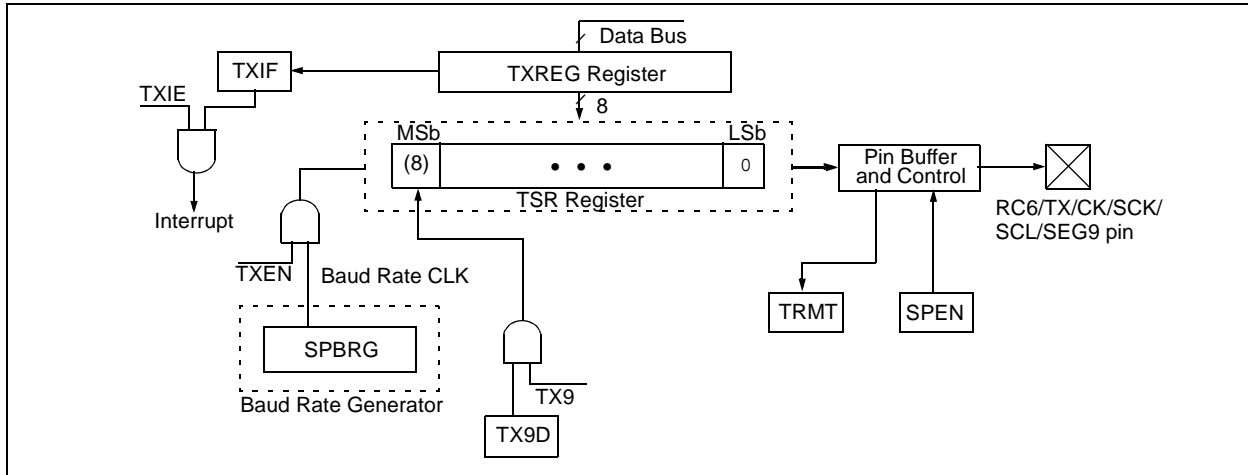 Data Bus
TXIF
TXREG Register
TXIE
8
MSb
LSb
(8)
• • •
0
Pin Buffer
and Control
TSR Register
Interrupt
RC6/TX/CK/SCK/
SCL/SEG9 pin
TXEN
Baud Rate CLK
TRMT
SPEN
SPBRG
TX9
Baud Rate Generator
TX9D